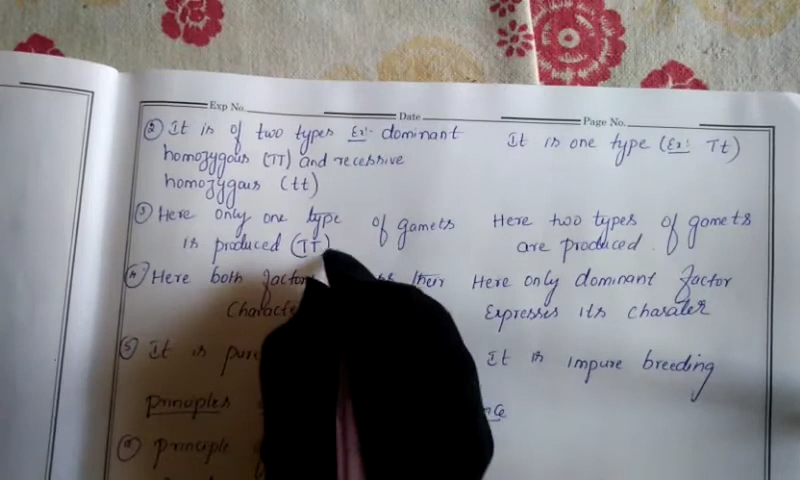 Exp No. Date Page No.
② It is of two types Ex:- dominant It is one type (Ex: Tt)
homozygous (TT) and recessive
homozygous (tt)
③ Here only one type of gamets Here two types of gamets
is produced (TT) are produced.
④ Here both their Here only dominant factor
Expresses its
⑤ It is pure It is impure breeding
principles
principle